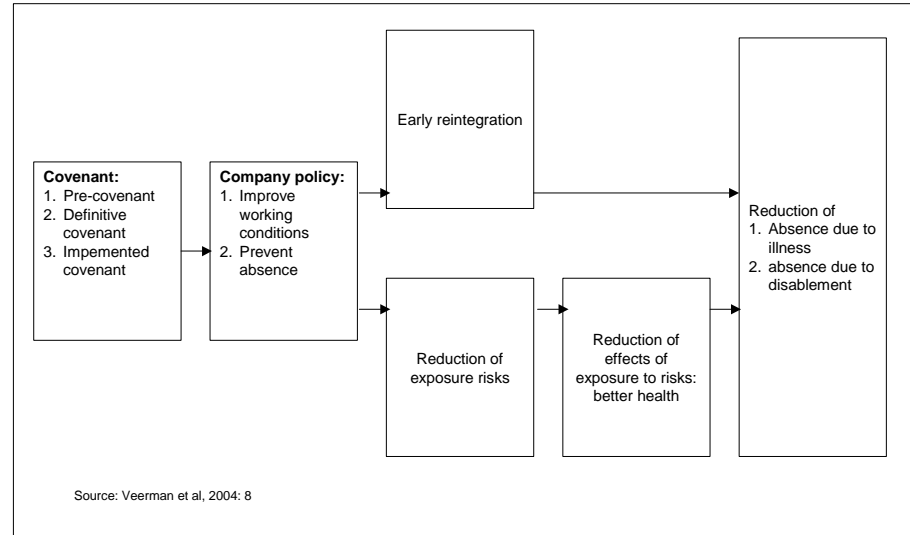 Covenant:
1. Pre-covenant
2. Definitive
covenant
3. Impemented
covenant
Company policy:
1. Improve
working
conditions
2. Prevent
absence
Early reintegration
Reduction of
exposure risks
Reduction of
effects of
exposure to risks:
better health
Reduction of
1. Absence due to
illness
2. absence due to
disablement
Source: Veerman et al, 2004: 8